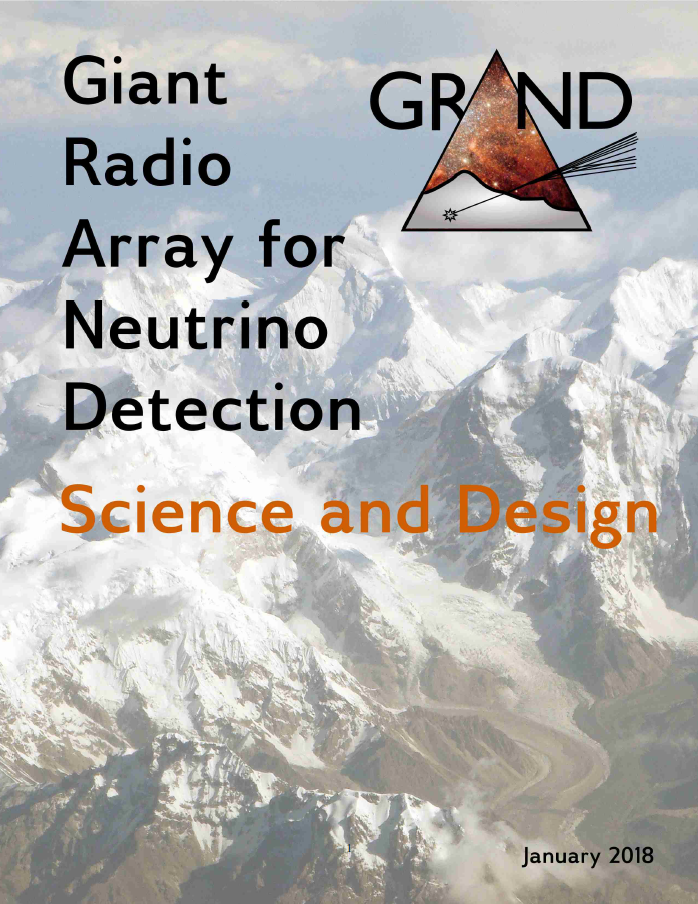 Giant
Radio
Array for
Neutrino
Detection
GRAND
Science and Design
1
January 2018